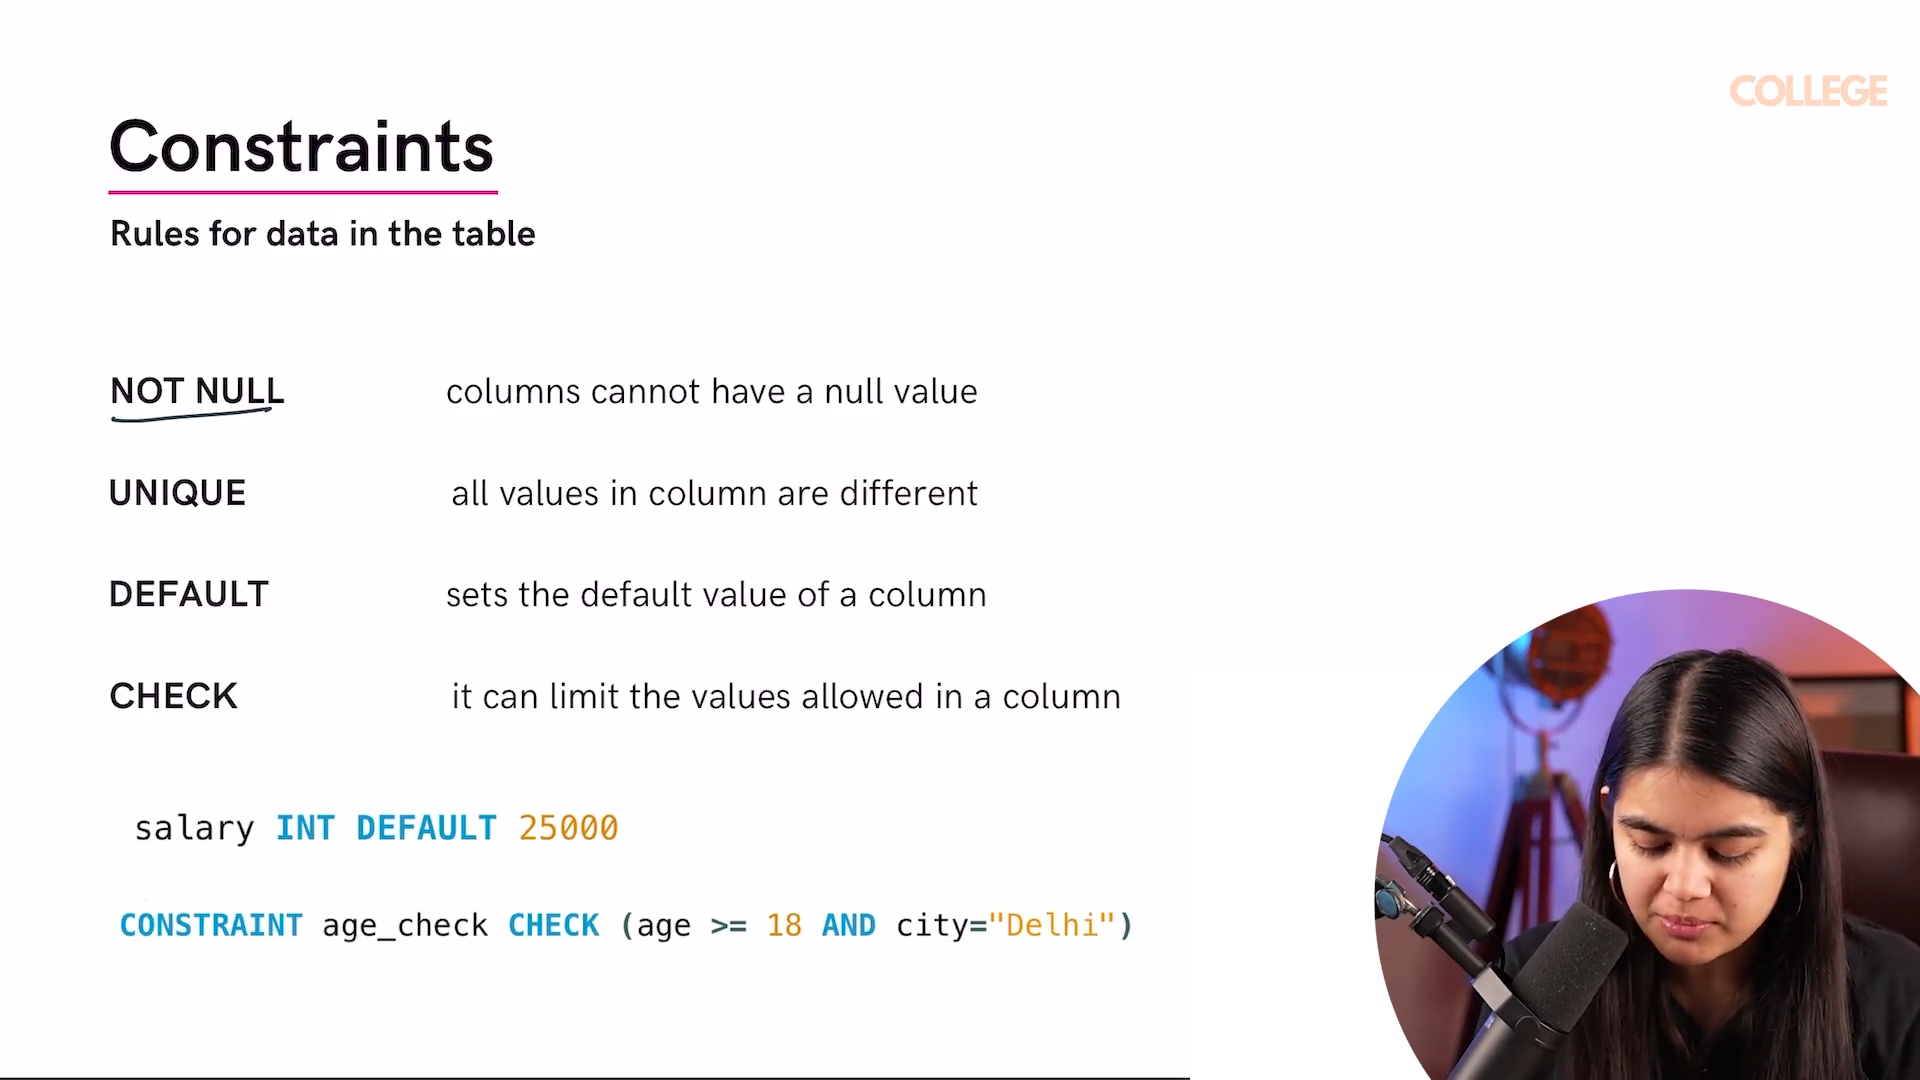 COLLEGE
Constraints
Rules for data in the table
NOT NULL columns cannot have a null value
UNIQUE all values in column are different
DEFAULT sets the default value of a column
CHECK it can limit the values allowed in a column
salary INT DEFAULT 25000
CONSTRAINT age_check CHECK (age >= 18 AND city="Delhi")